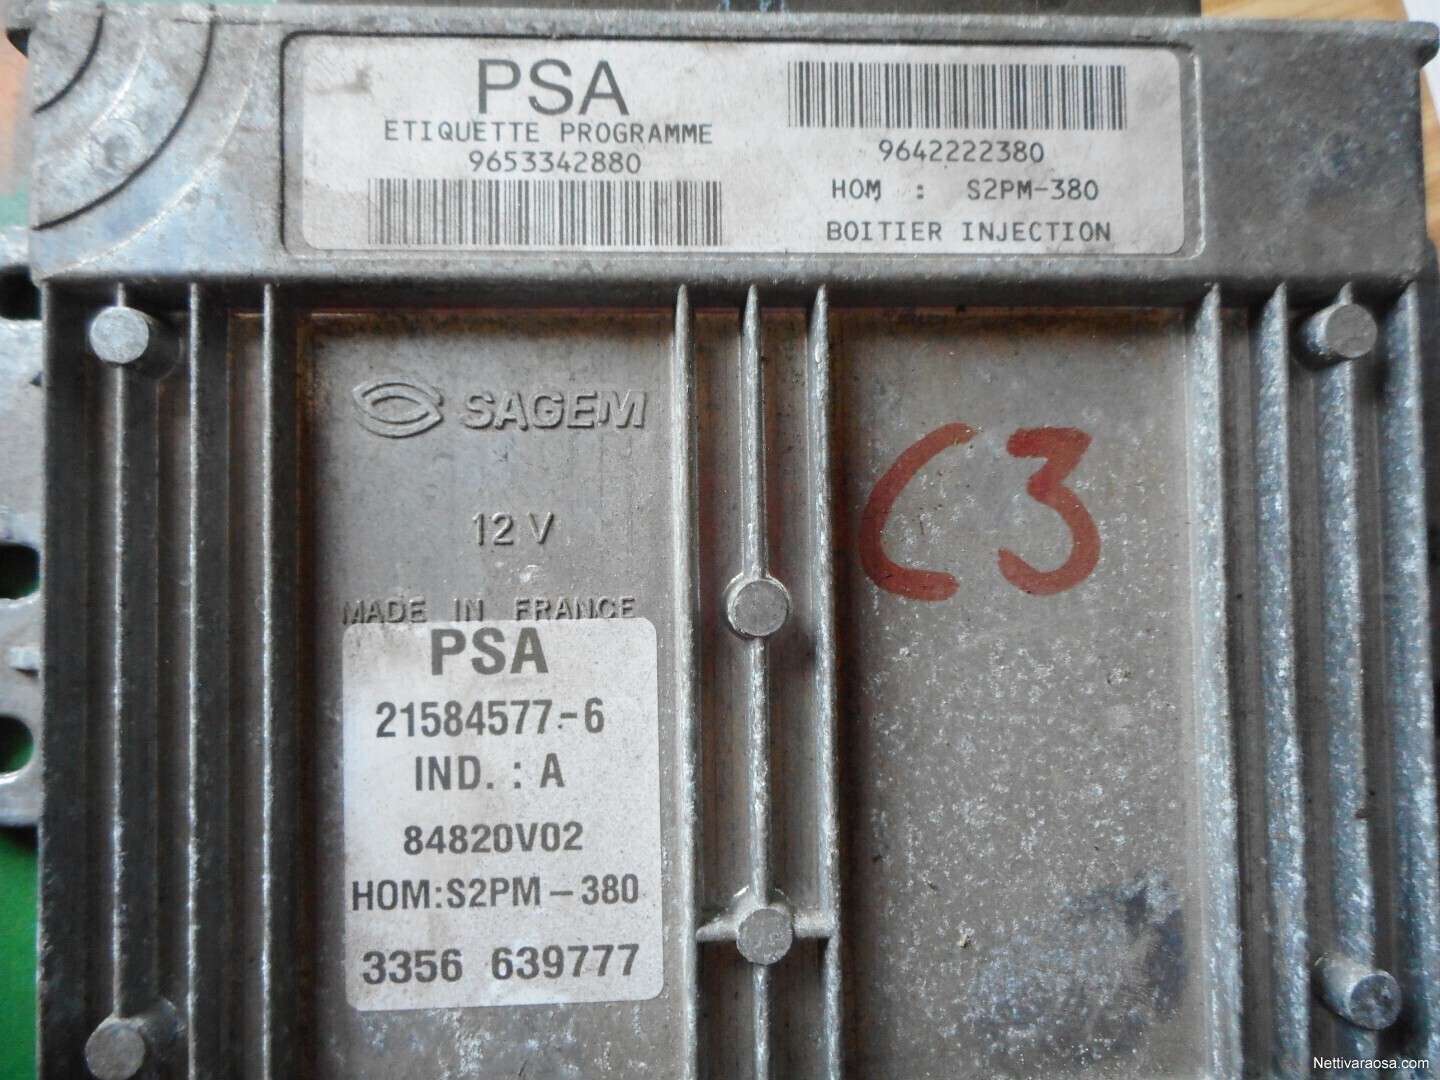 PSA
ETIQUETTE PROGRAMME
9653342880
9642222380
HOM : S2PM-380
BOITIER INJECTION
SAGEM
12 V
MADE IN FRANCE
PSA
21584577-6
IND. : A
84820V02
HOM:S2PM-380
3356 639777
C3
Nettivaraosa.com